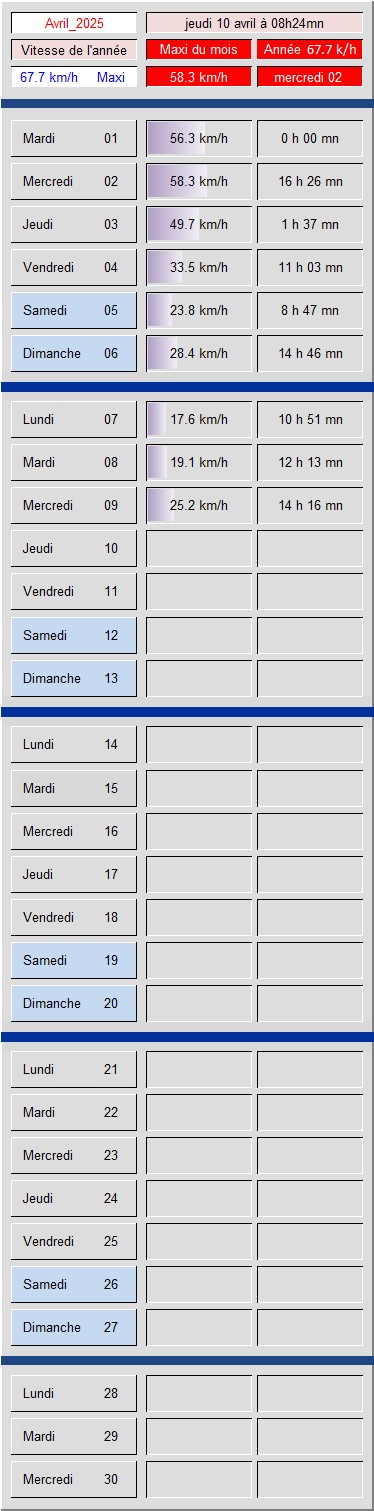 Avril_2025 jeudi 10 avril à 08h24mn
Vitesse de l'année Maxi du mois Année 67.7 k/h
67.7 km/h Maxi 58.3 km/h mercredi 02
Mardi 01 56.3 km/h 0 h 00 mn
Mercredi 02 58.3 km/h 16 h 26 mn
Jeudi 03 49.7 km/h 1 h 37 mn
Vendredi 04 33.5 km/h 11 h 03 mn
Samedi 05 23.8 km/h 8 h 47 mn
Dimanche 06 28.4 km/h 14 h 46 mn
Lundi 07 17.6 km/h 10 h 51 mn
Mardi 08 19.1 km/h 12 h 13 mn
Mercredi 09 25.2 km/h 14 h 16 mn
Jeudi 10
Vendredi 11
Samedi 12
Dimanche 13
Lundi 14
Mardi 15
Mercredi 16
Jeudi 17
Vendredi 18
Samedi 19
Dimanche 20
Lundi 21
Mardi 22
Mercredi 23
Jeudi 24
Vendredi 25
Samedi 26
Dimanche 27
Lundi 28
Mardi 29
Mercredi 30